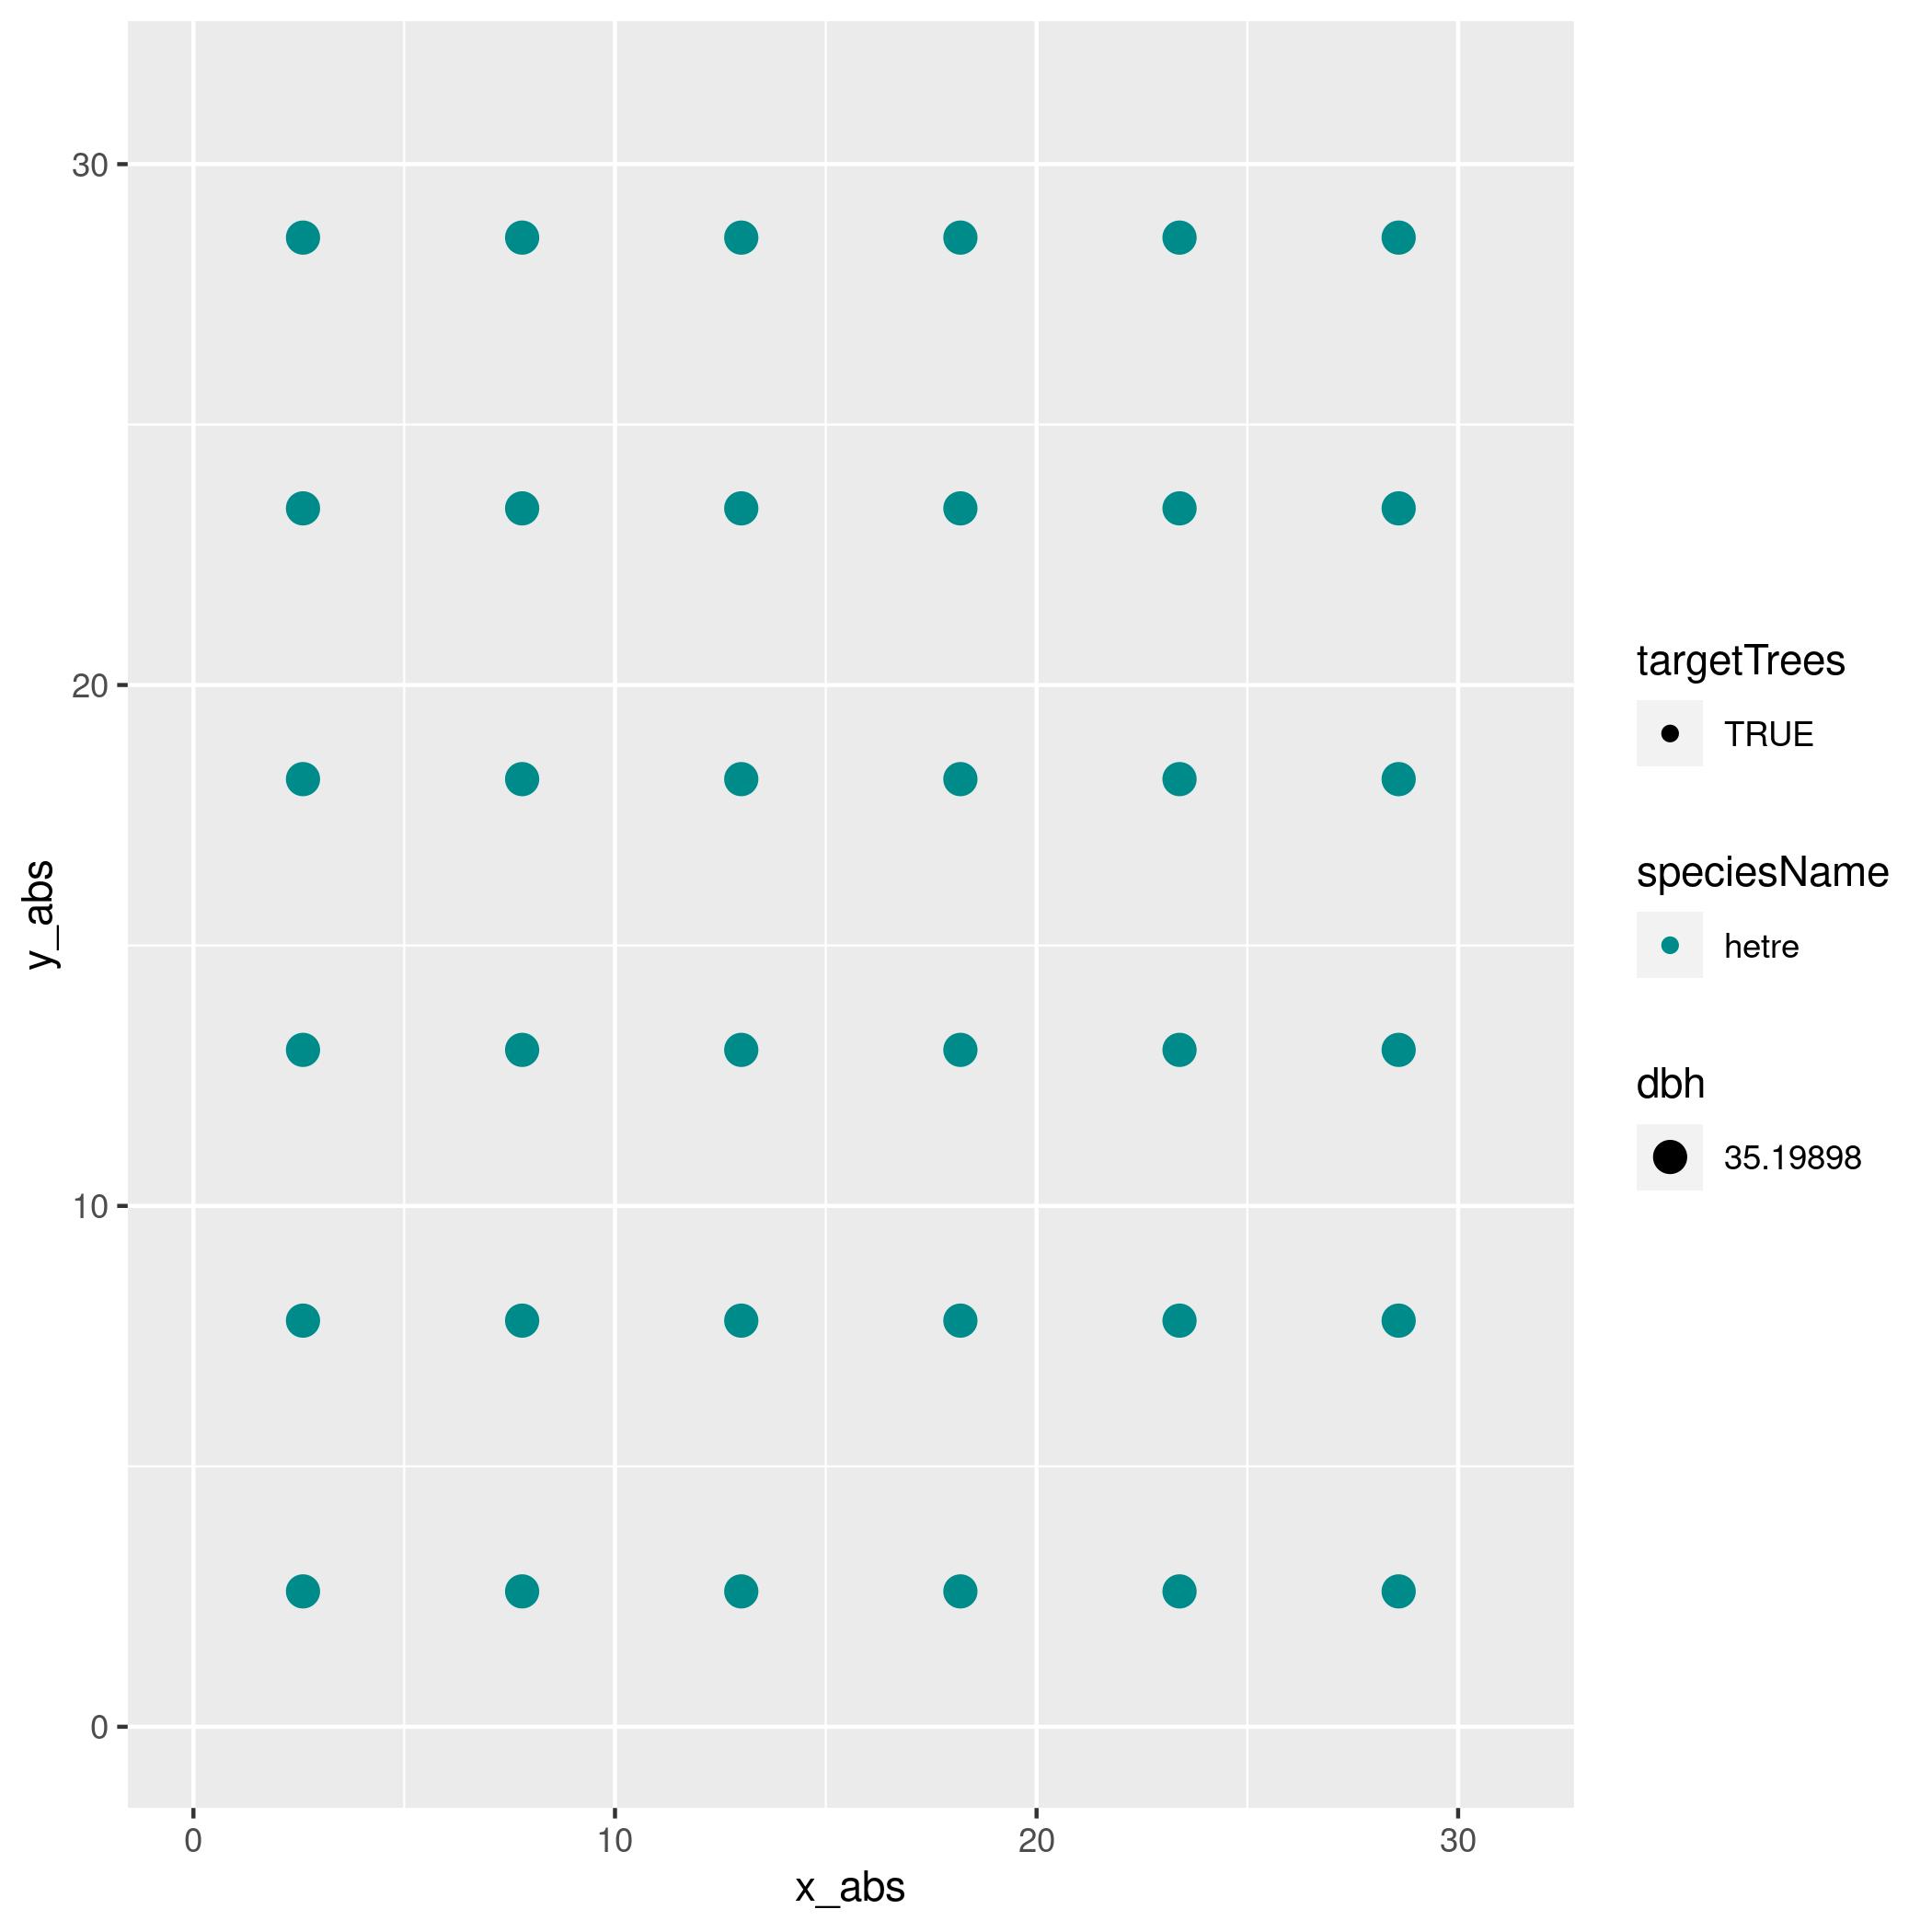 30
20
10
0
y_abs
0 10 20 30
x_abs
targetTrees
TRUE
speciesName
hetre
dbh
35.19898